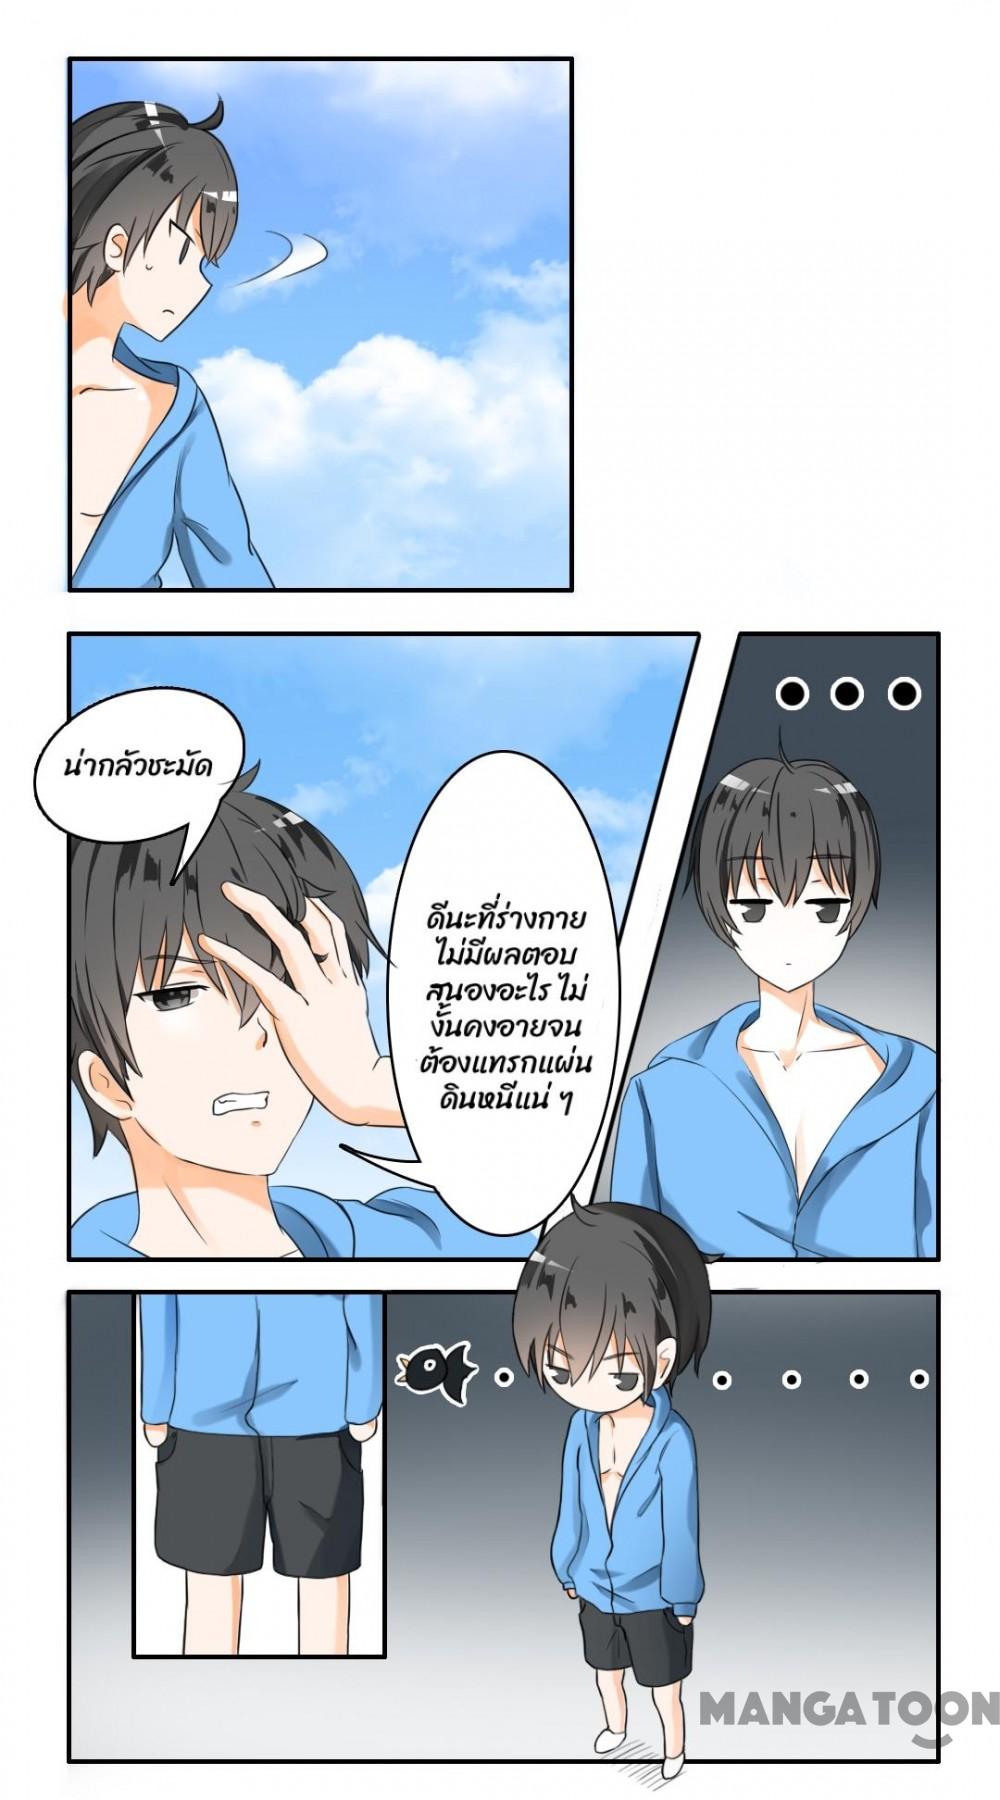 น่ากลัวชะมัด
ดีนะที่ร่างกาย
ไม่มีผลตอบ
สนองอะไร ไม่
งั้นคงอายจน
ต้องแทรกแผ่น
ดินหนีแน่ ๆ
MANGATOON